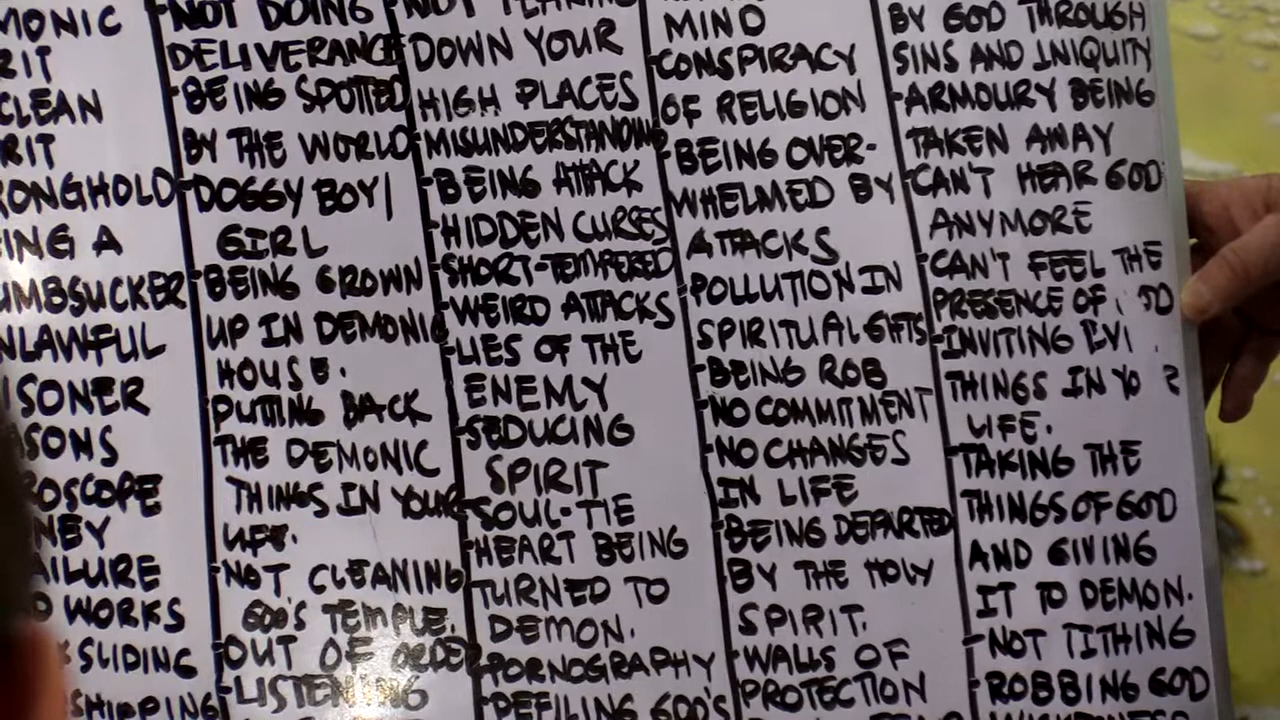 MONIC
RIT
CLEAN
RIT
RONGHOLD
ING A
UMBSUCKER
NLAWFUL
ISONER
SONS
ROSCOPE
NEY
AILURE
D WORKS
SLIDING
SHIPPING
-NOT DOING
DELIVERANCE
-BEING SPOTTED
BY THE WORLD
-DOGGY BOY/
GIRL
-BEING GROWN
UP IN DEMONIC
HOUSE.
PUTTING BACK
THE DEMONIC
THINGS IN YOUR
LIFE.
-NOT CLEANING
GOD'S TEMPLE.
-OUT OF ORDER
-LISTENING
NOT TEARING
DOWN YOUR
HIGH PLACES
-MISUNDERSTANDING
-BEING ATTACK
-HIDDEN CURSES
-SHORT-TEMPERED
-WEIRD ATTACKS
-LIES OF THE
ENEMY
-SEDUCING
SPIRIT
-SOUL-TIE
-HEART BEING
TURNED TO
DEMON.
-PORNOGRAPHY
-DEFILING GOD'S
MIND
-CONSPIRACY
OF RELIGION
-BEING OVER-
WHELMED BY
ATTACKS
-POLLUTION IN
SPIRITUAL GIFTS
-BEING ROB
-NO COMMITMENT
-NO CHANGES
IN LIFE
-BEING DEPARTED
BY THE HOLY
SPIRIT.
-WALLS OF
PROTECTION
BY GOD THROUGH
SINS AND INIQUITY
-ARMOURY BEING
TAKEN AWAY
-CAN'T HEAR GOD
ANYMORE
-CAN'T FEEL THE
PRESENCE OF
-INVITING
THINGS IN
LIFE.
-TAKING THE
THINGS OF GOD
AND GIVING
IT TO DEMON.
-NOT TITHING
-ROBBING GOD